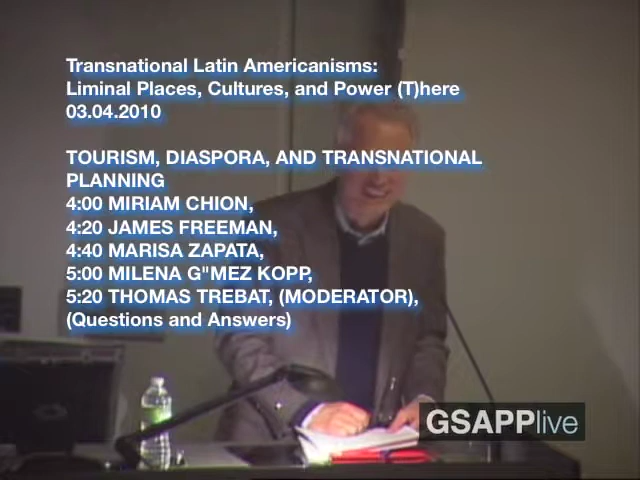 Transnational Latin Americanisms:
Liminal Places, Cultures, and Power (T)here
03.04.2010
TOURISM, DIASPORA, AND TRANSNATIONAL
PLANNING
4:00 MIRIAM CHION,
4:20 JAMES FREEMAN,
4:40 MARISA ZAPATA,
5:00 MILENA G"MEZ KOPP,
5:20 THOMAS TREBAT, (MODERATOR),
(Questions and Answers)
GSAPPlive